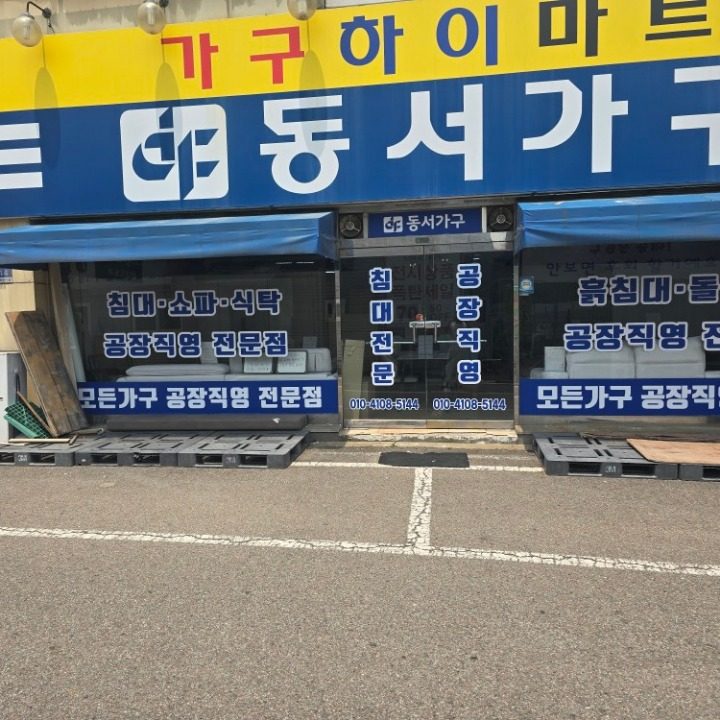 가구하이마트
동서가구
동서가구
침대·쇼파·식탁
공장직영 전문점
모든가구 공장직영 전문점
침대전문
010-4108-5144
공장직영
010-4108-5144
흙침대·돌
공장직영 전
모든가구 공장직영